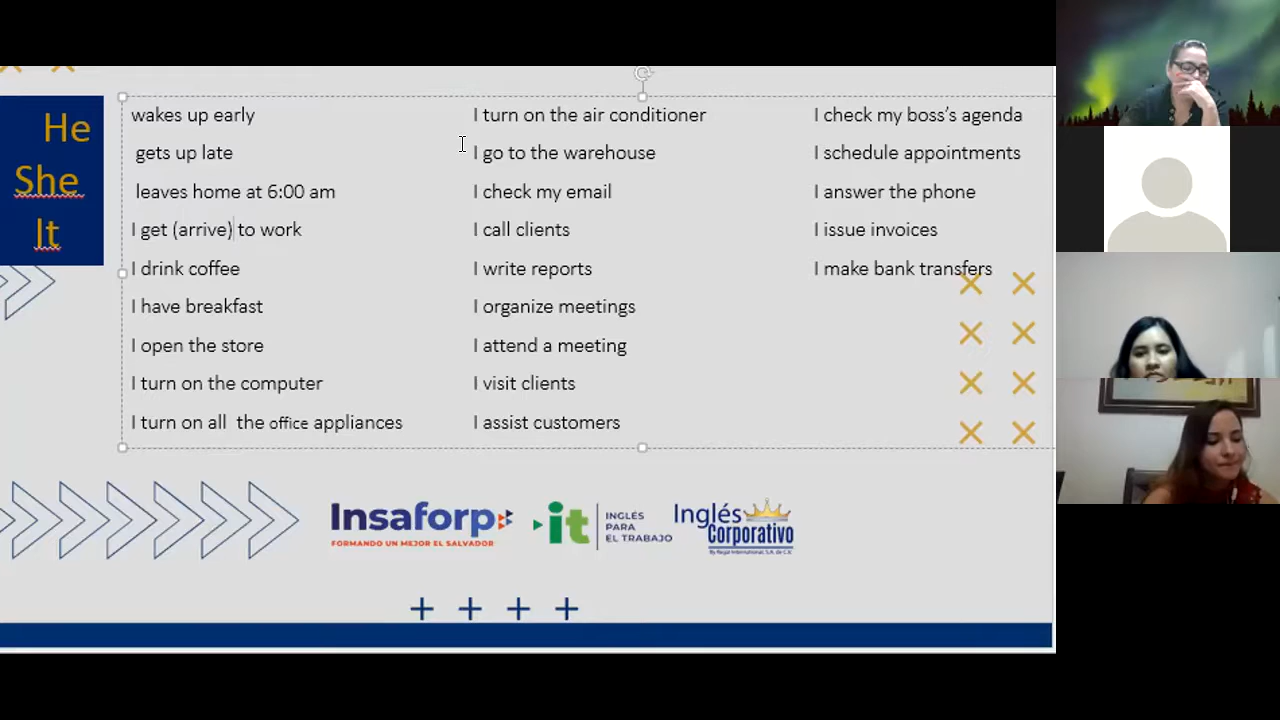 He
She
It
wakes up early
gets up late
leaves home at 6:00 am
I get (arrive) to work
I drink coffee
I have breakfast
I open the store
I turn on the computer
I turn on all the office appliances
I turn on the air conditioner
I go to the warehouse
I check my email
I call clients
I write reports
I organize meetings
I attend a meeting
I visit clients
I assist customers
I check my boss's agenda
I schedule appointments
I answer the phone
I issue invoices
I make bank transfers
Insaforp
FORMANDO UN MEJOR EL SALVADOR
it
INGLÉS
PARA
EL TRABAJO
Inglés
Corporativo
By Regal International, S.A. de C.V.